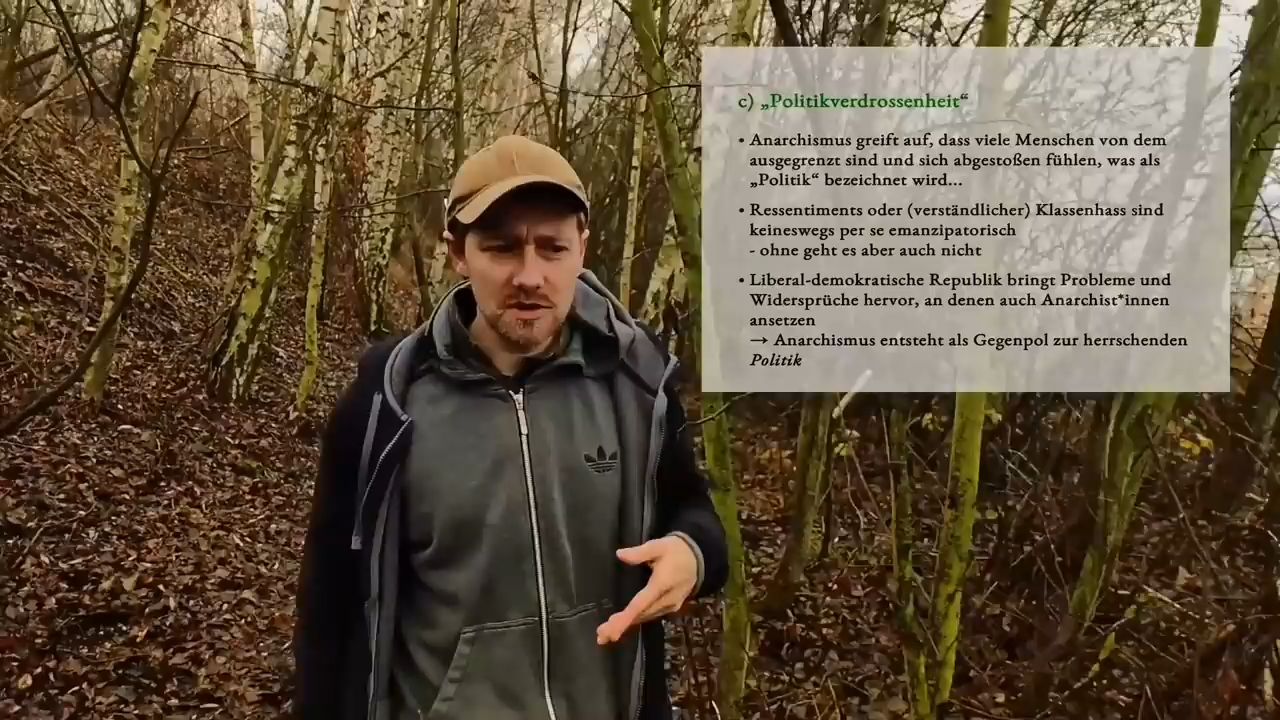 c) „Politikverdrossenheit“
• Anarchismus greift auf, dass viele Menschen von dem
ausgegrenzt sind und sich abgestoßen fühlen, was als
„Politik“ bezeichnet wird...
• Ressentiments oder (verständlicher) Klassenhass sind
keineswegs per se emanzipatorisch
- ohne geht es aber auch nicht
• Liberal-demokratische Republik bringt Probleme und
Widersprüche hervor, an denen auch Anarchist*innen
ansetzen
→ Anarchismus entsteht als Gegenpol zur herrschenden
Politik